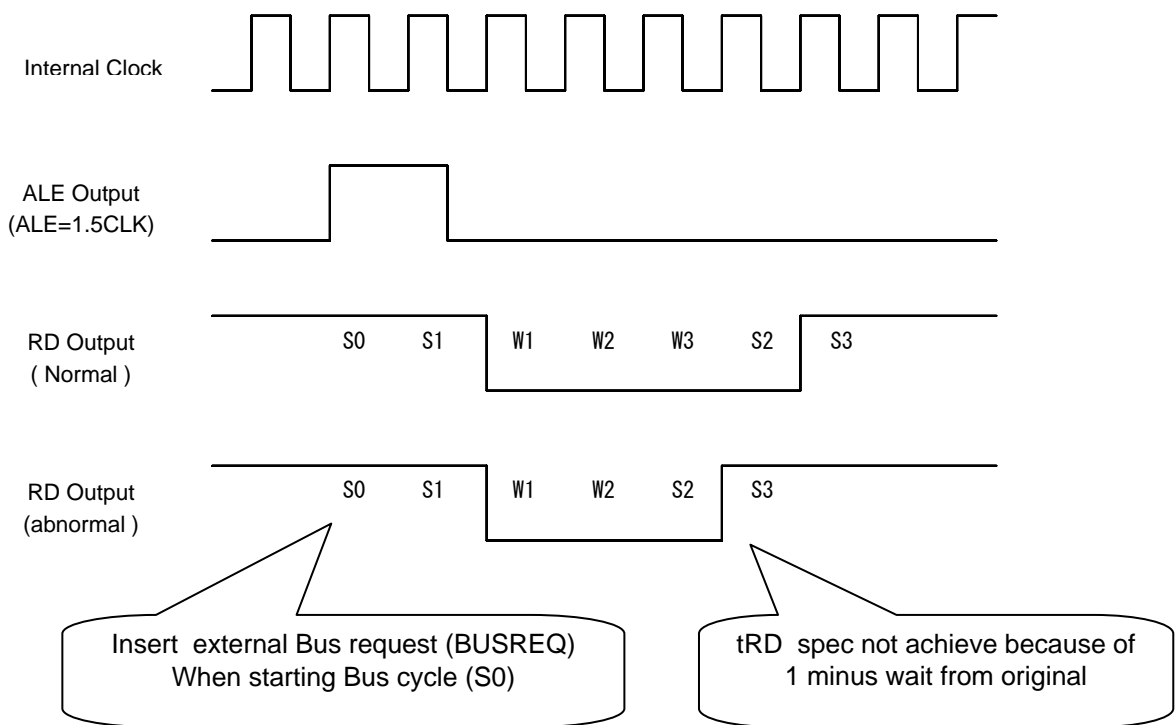 Internal Clock
ALE Output
(ALE=1.5CLK)
RD Output
( Normal )
S0 S1 W1 W2 W3 S2 S3
RD Output
(abnormal )
S0 S1 W1 W2 S2 S3
Insert external Bus request (BUSREQ)
When starting Bus cycle (S0)
tRD spec not achieve because of
1 minus wait from original